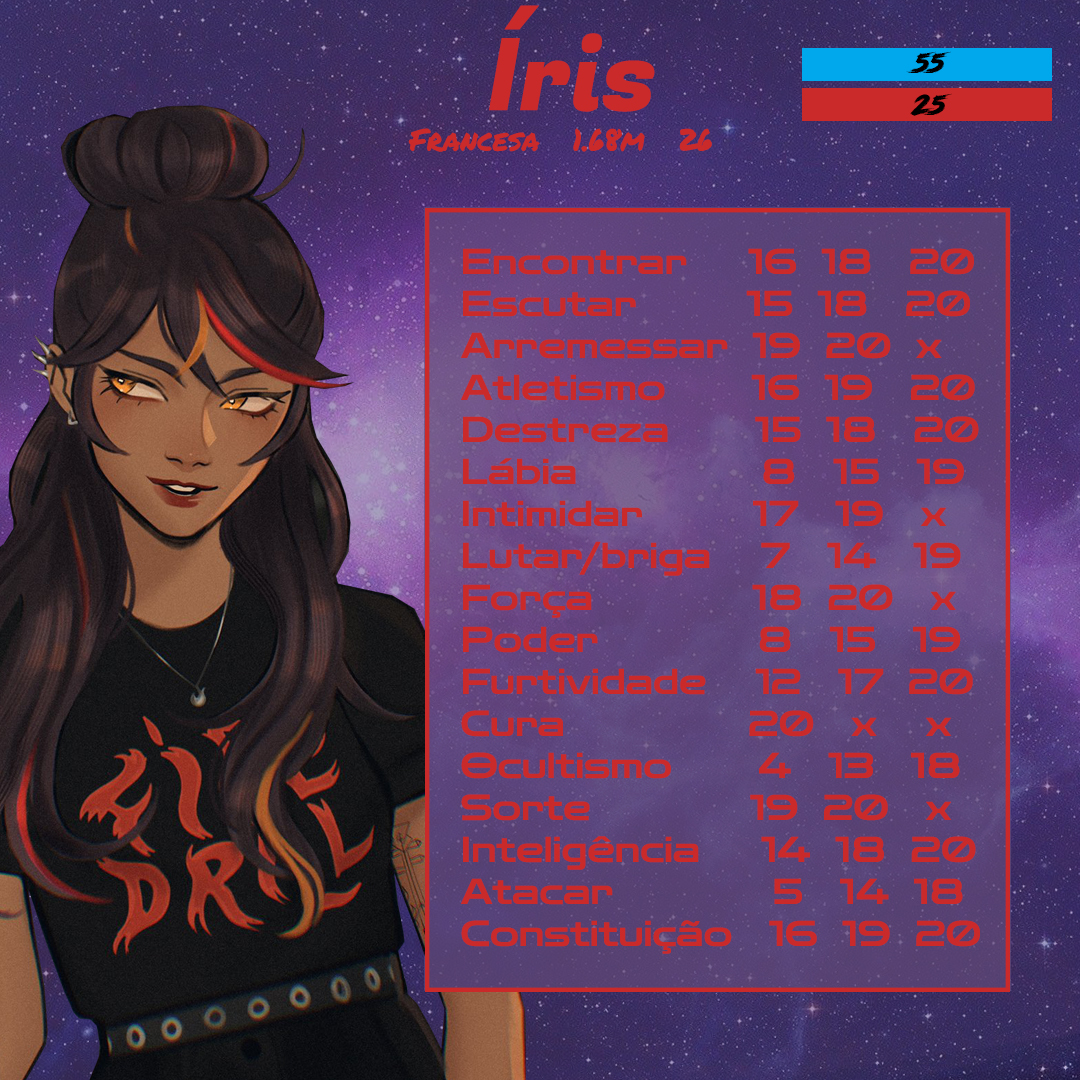 Íris
55
25
Francesa 1.68m 26
Encontrar 16 18 20
Escutar 15 18 20
Arremessar 19 20 x
Atletismo 16 19 20
Destreza 15 18 20
Lábia 8 15 19
Intimidar 17 19 x
Lutar/briga 7 14 19
Força 18 20 x
Poder 8 15 19
Furtividade 12 17 20
Cura 20 x x
Ocultismo 4 13 18
Sorte 19 20 x
Inteligência 14 18 20
Atacar 5 14 18
Constituição 16 19 20